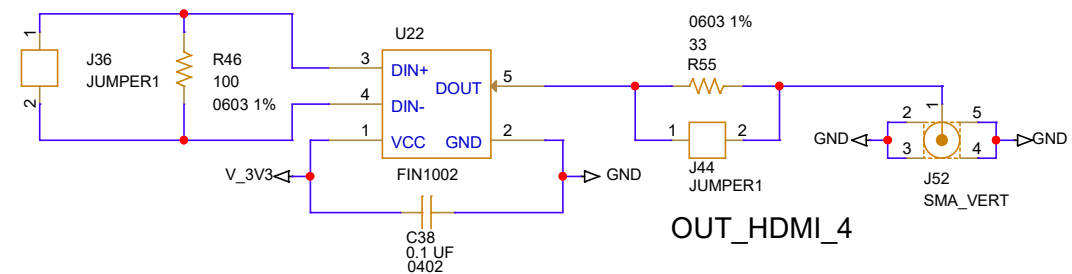 1
J36
JUMPER1
2
R46
100
0603 1%
U22
3
DIN+
4
DIN-
1
VCC
DOUT
5
GND
2
FIN1002
V_3V3
GND
C38
0.1 UF
0402
0603 1%
33
R55
1
2
J44
JUMPER1
OUT_HDMI_4
1
2
5
GND
GND
3
4
J52
SMA_VERT